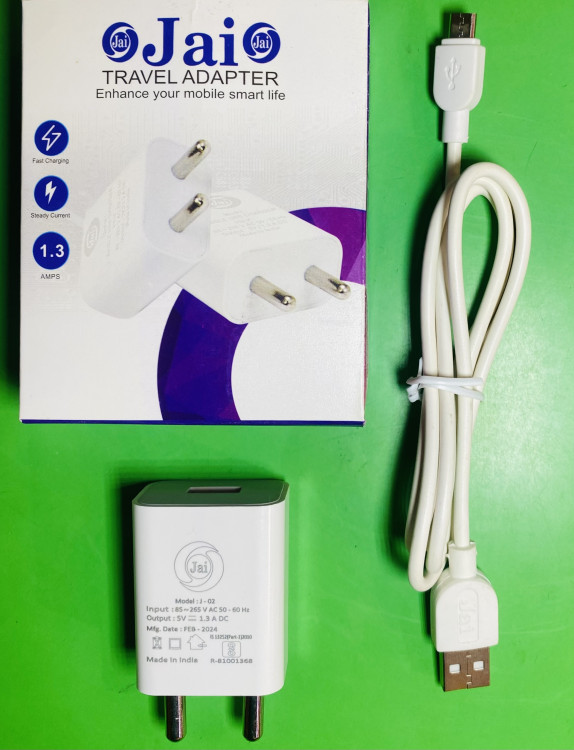 Jai Jai Jai
TRAVEL ADAPTER
Enhance your mobile smart life
Fast Charging
Steady Current
1.3
AMPS
Jai
Model : J - 02
Input : 85 ~ 265 V AC 50 - 60 Hz
Output : 5V 1.3 A DC
Mfg. Date : FEB - 2024
Made in India
R-81001368
JAI